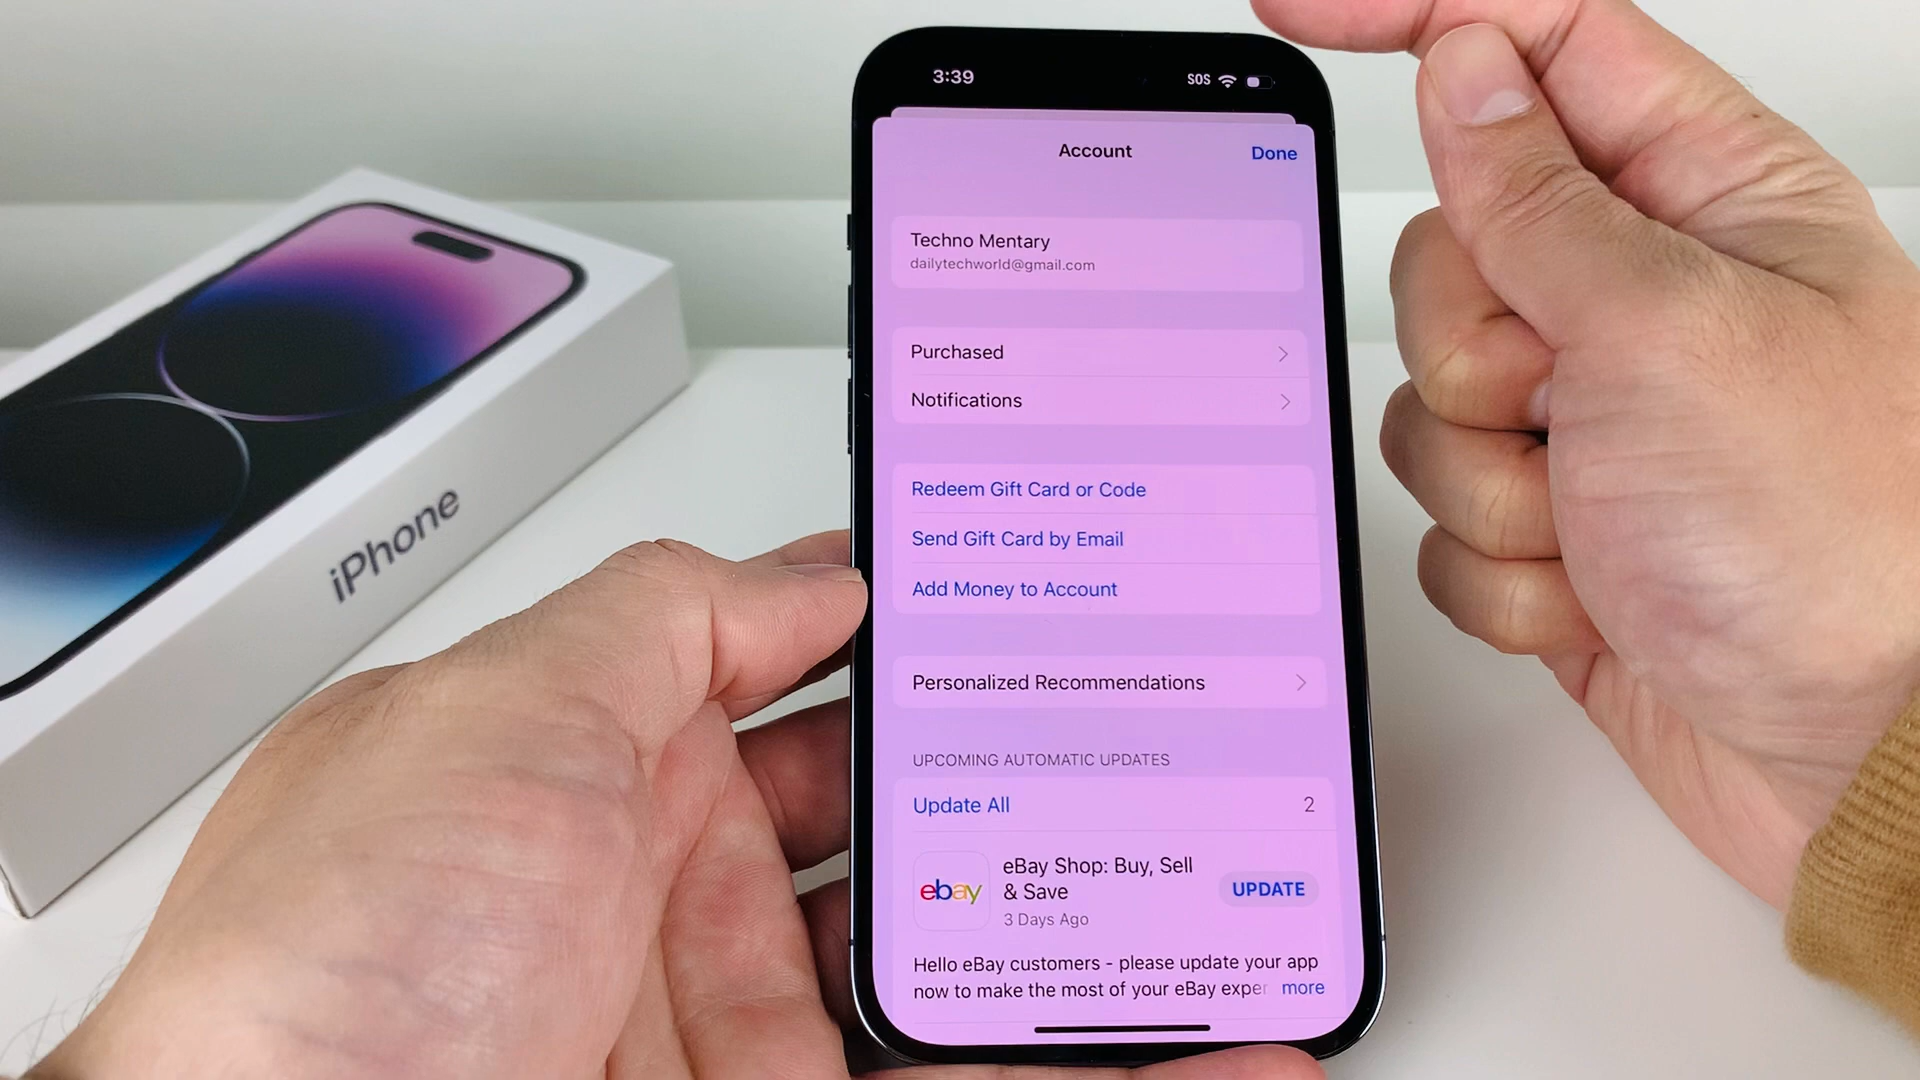 3:39
SOS
Account
Done
Techno Mentary
dailytechworld@gmail.com
Purchased
Notifications
Redeem Gift Card or Code
Send Gift Card by Email
Add Money to Account
Personalized Recommendations
UPCOMING AUTOMATIC UPDATES
Update All
2
ebay
eBay Shop: Buy, Sell
& Save
3 Days Ago
UPDATE
Hello eBay customers - please update your app
now to make the most of your eBay exper more
iPhone